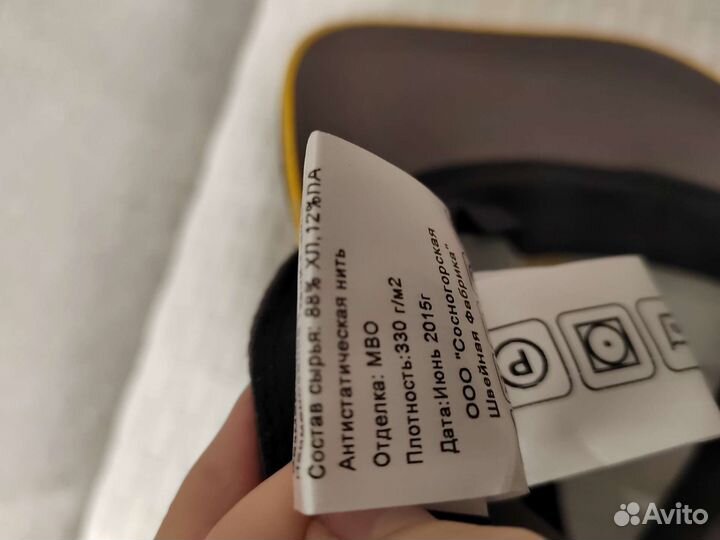 Состав сырья: 88% ХЛ,12%ПА
Антистатическая нить
Отделка: МВО
Плотность:330 г/м2
Дата:Июнь 2015г
ООО "Сосногорская
Швейная Фабрика"
P
Avito